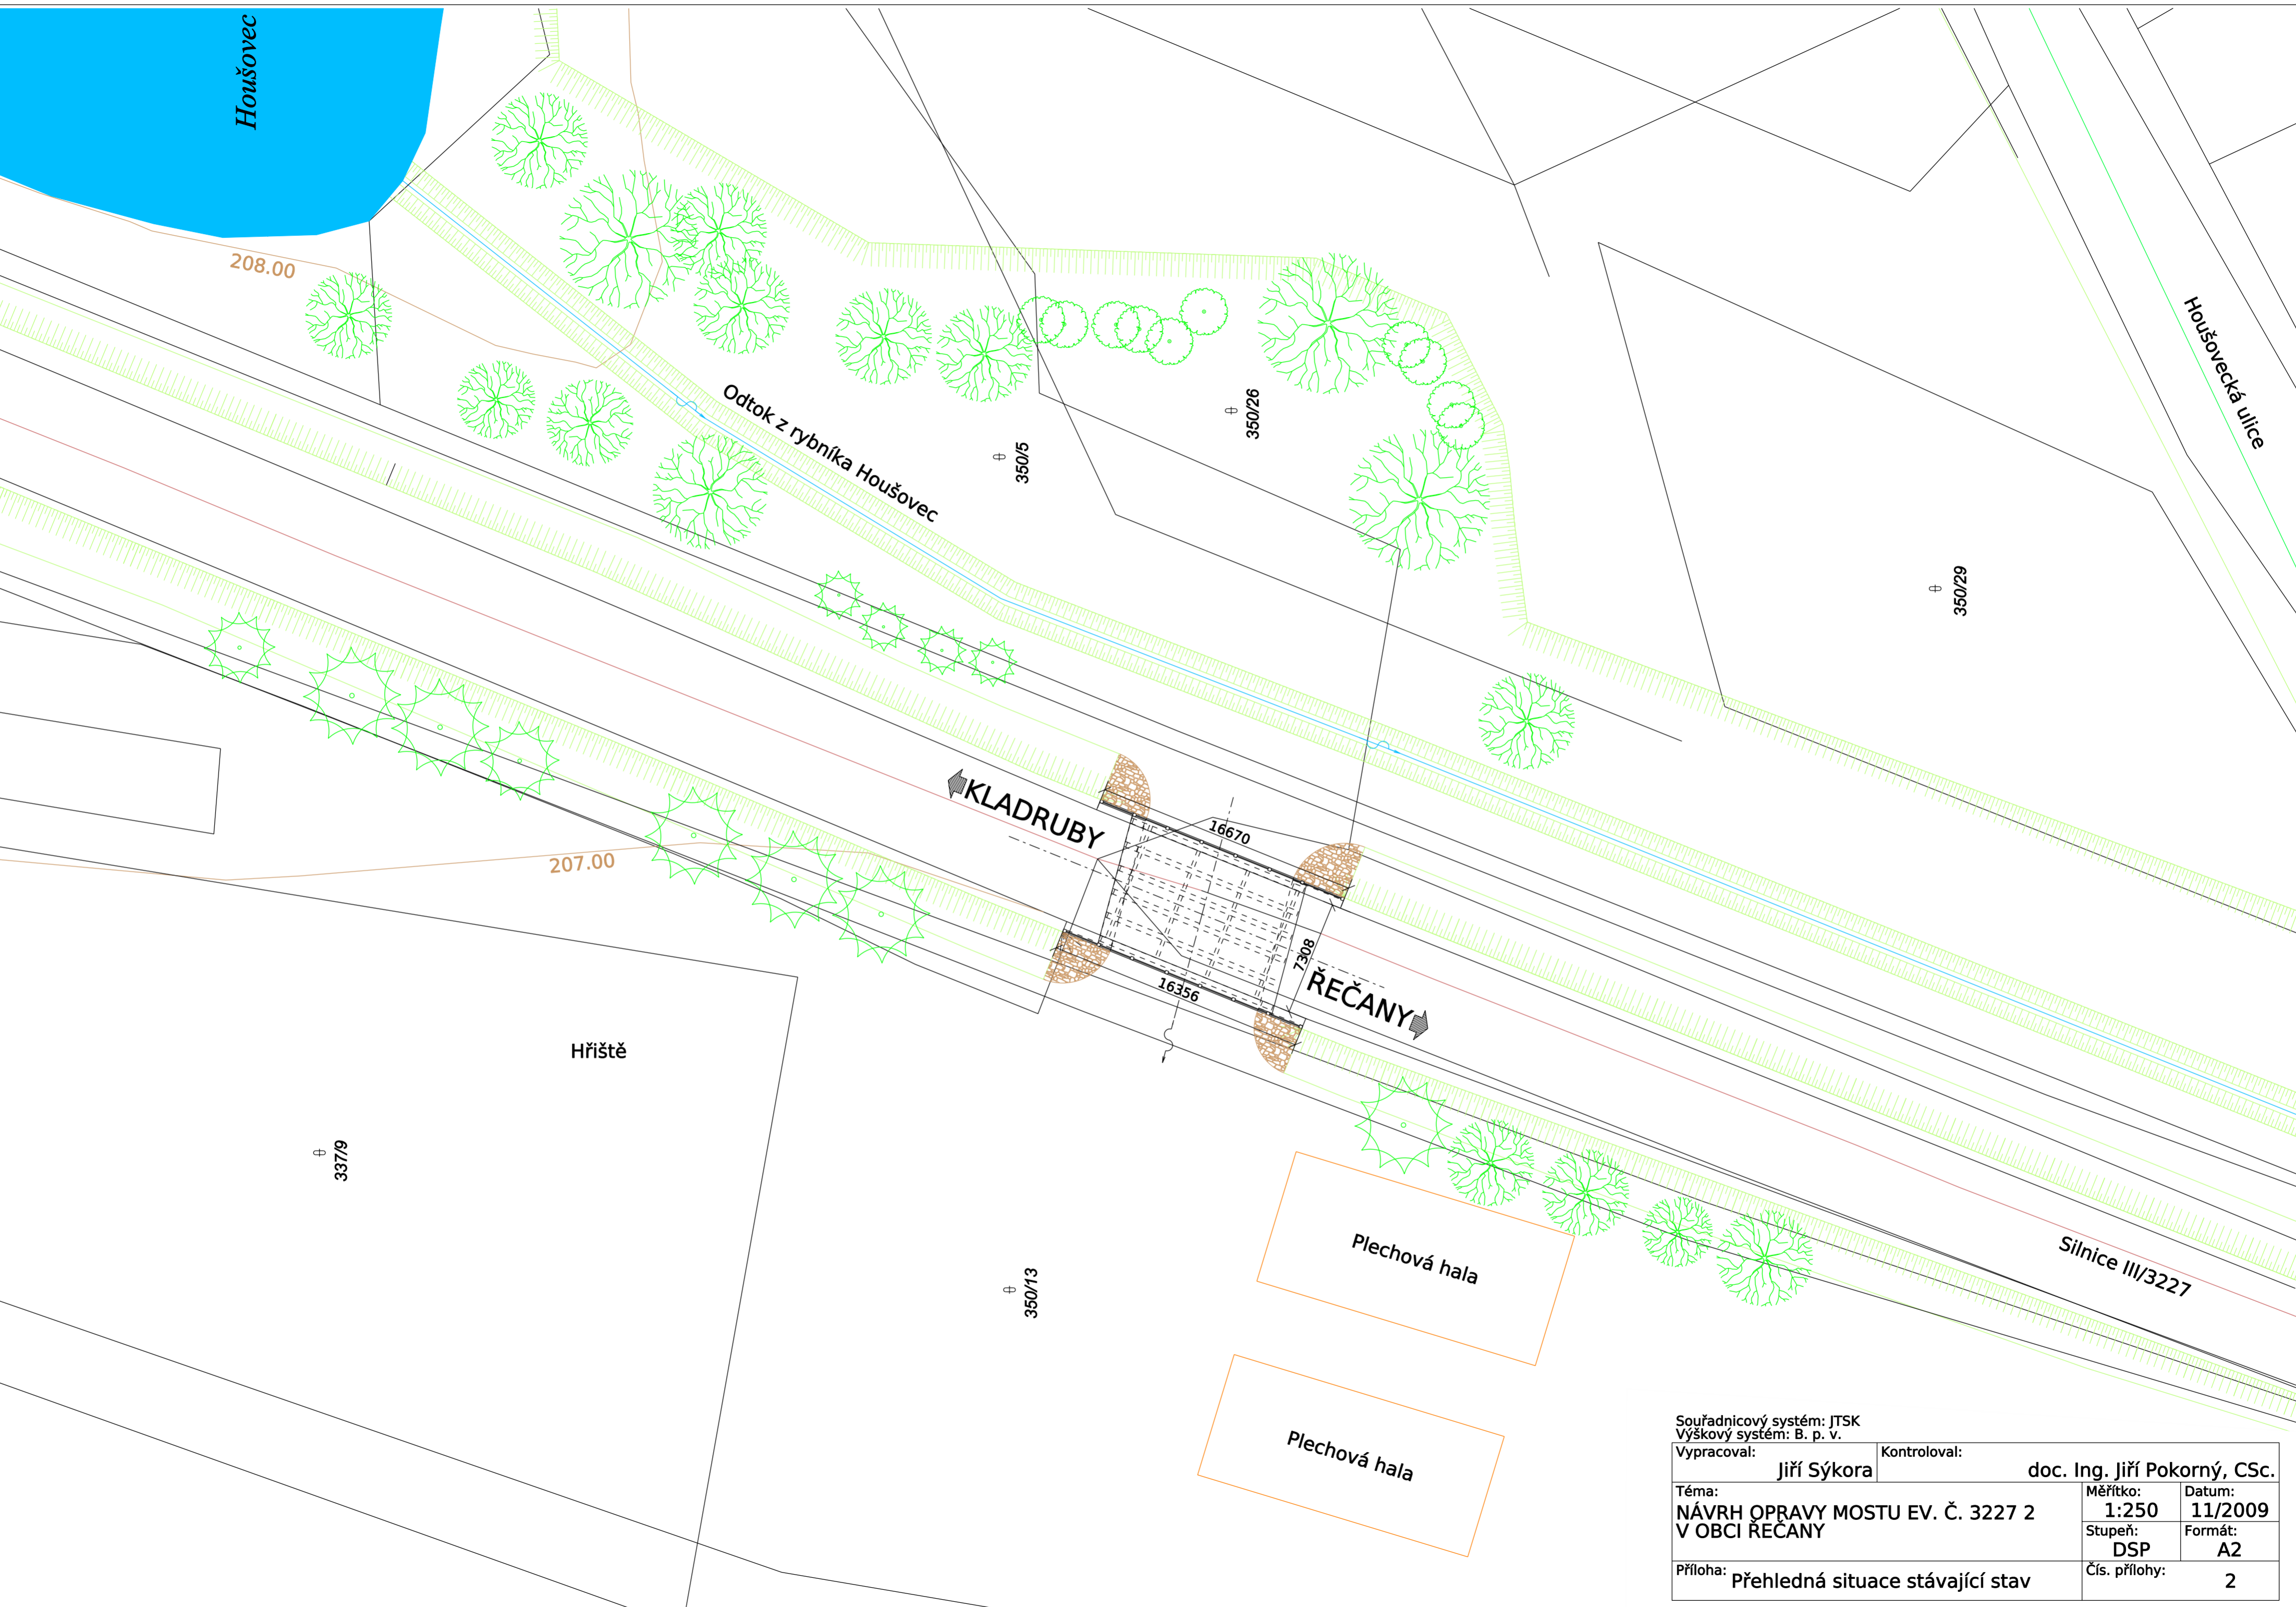 Houšovec
208.00
Odtok z rybníka Houšovec
350/5
350/26
Houšovecká ulice
350/29
KLADRUBY
16670
207.00
7308
16356
ŘEČANY
Hřiště
337/9
350/13
Plechová hala
Plechová hala
Silnice III/3227
Souřadnicový systém: JTSK
Výškový systém: B. p. v.
Vypracoval:
Jiří Sýkora
Kontroloval:
doc. Ing. Jiří Pokorný, CSc.
Téma:
NÁVRH OPRAVY MOSTU EV. Č. 3227 2
V OBCI ŘEČANY
Měřítko:
1:250
Datum:
11/2009
Stupeň:
DSP
Formát:
A2
Příloha: Přehledná situace stávající stav
Čís. přílohy:
2